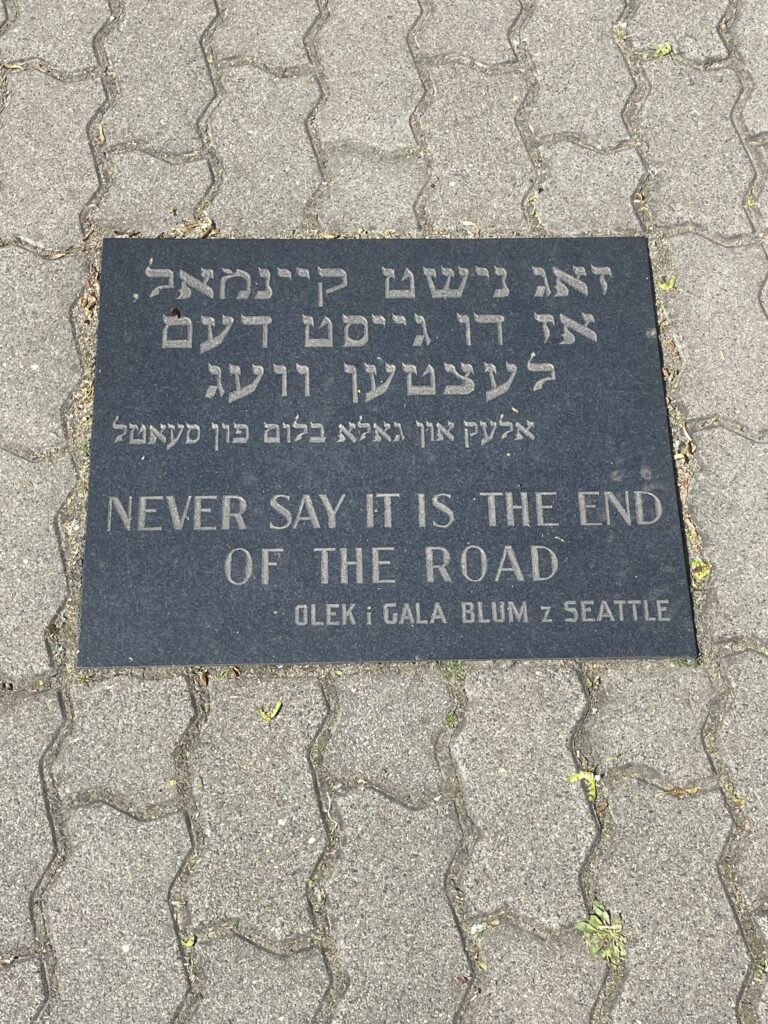 זאג נישט קיינמאל,
אז דו גייסט דעם
לעצטען וועג
אלעק און גאלא בלום פון סעאטל
NEVER SAY IT IS THE END
OF THE ROAD
OLEK i GALA BLUM z SEATTLE